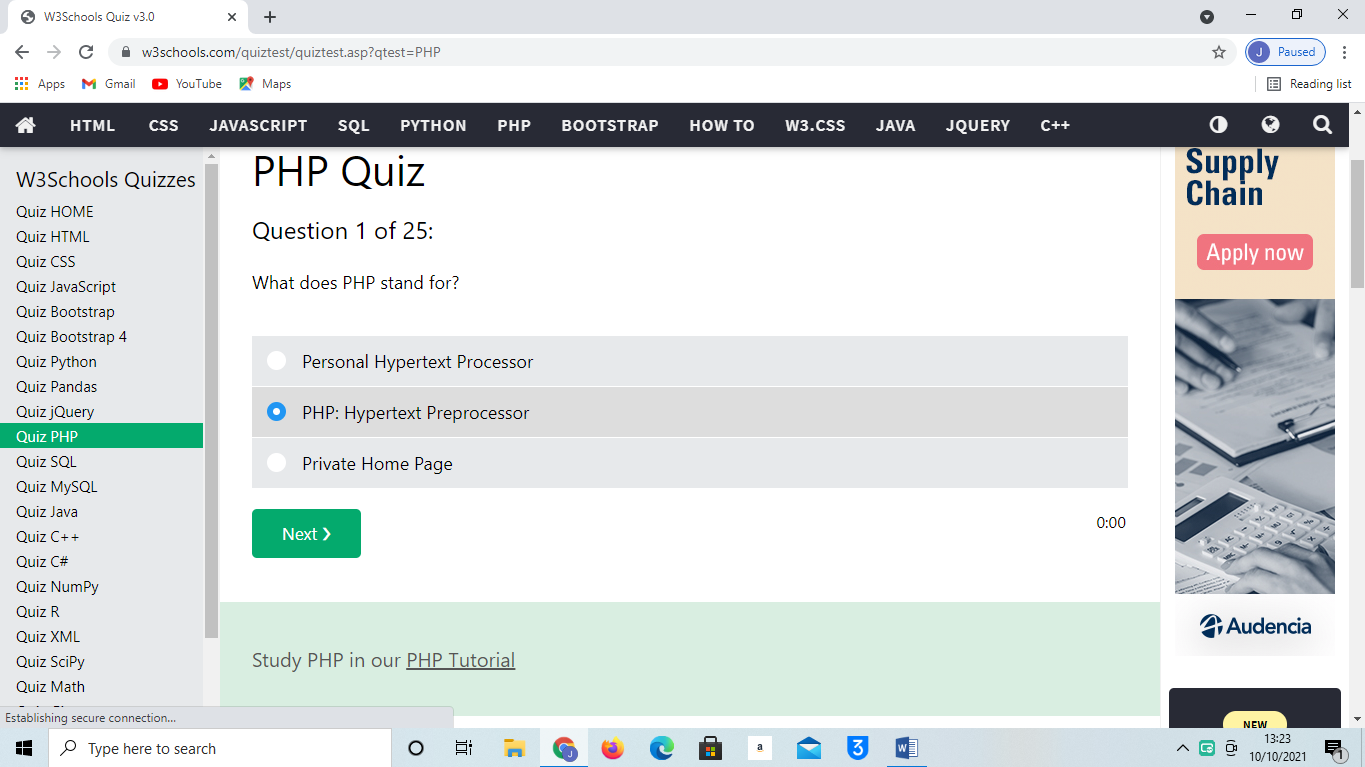 W3Schools Quiz v3.0
w3schools.com/quiztest/quiztest.asp?qtest=PHP
J Paused
Apps Gmail YouTube Maps Reading list
HTML CSS JAVASCRIPT SQL PYTHON PHP BOOTSTRAP HOW TO W3.CSS JAVA JQUERY C++
W3Schools Quizzes
Quiz HOME
Quiz HTML
Quiz CSS
Quiz JavaScript
Quiz Bootstrap
Quiz Bootstrap 4
Quiz Python
Quiz Pandas
Quiz jQuery
Quiz PHP
Quiz SQL
Quiz MySQL
Quiz Java
Quiz C++
Quiz C#
Quiz NumPy
Quiz R
Quiz XML
Quiz SciPy
Quiz Math
PHP Quiz
Question 1 of 25:
What does PHP stand for?
Personal Hypertext Processor
PHP: Hypertext Preprocessor
Private Home Page
Next ❯
0:00
Study PHP in our PHP Tutorial
Supply
Chain
Apply now
Audencia
NEW
Establishing secure connection...
Type here to search
J
a
3
W
13:23
10/10/2021
1